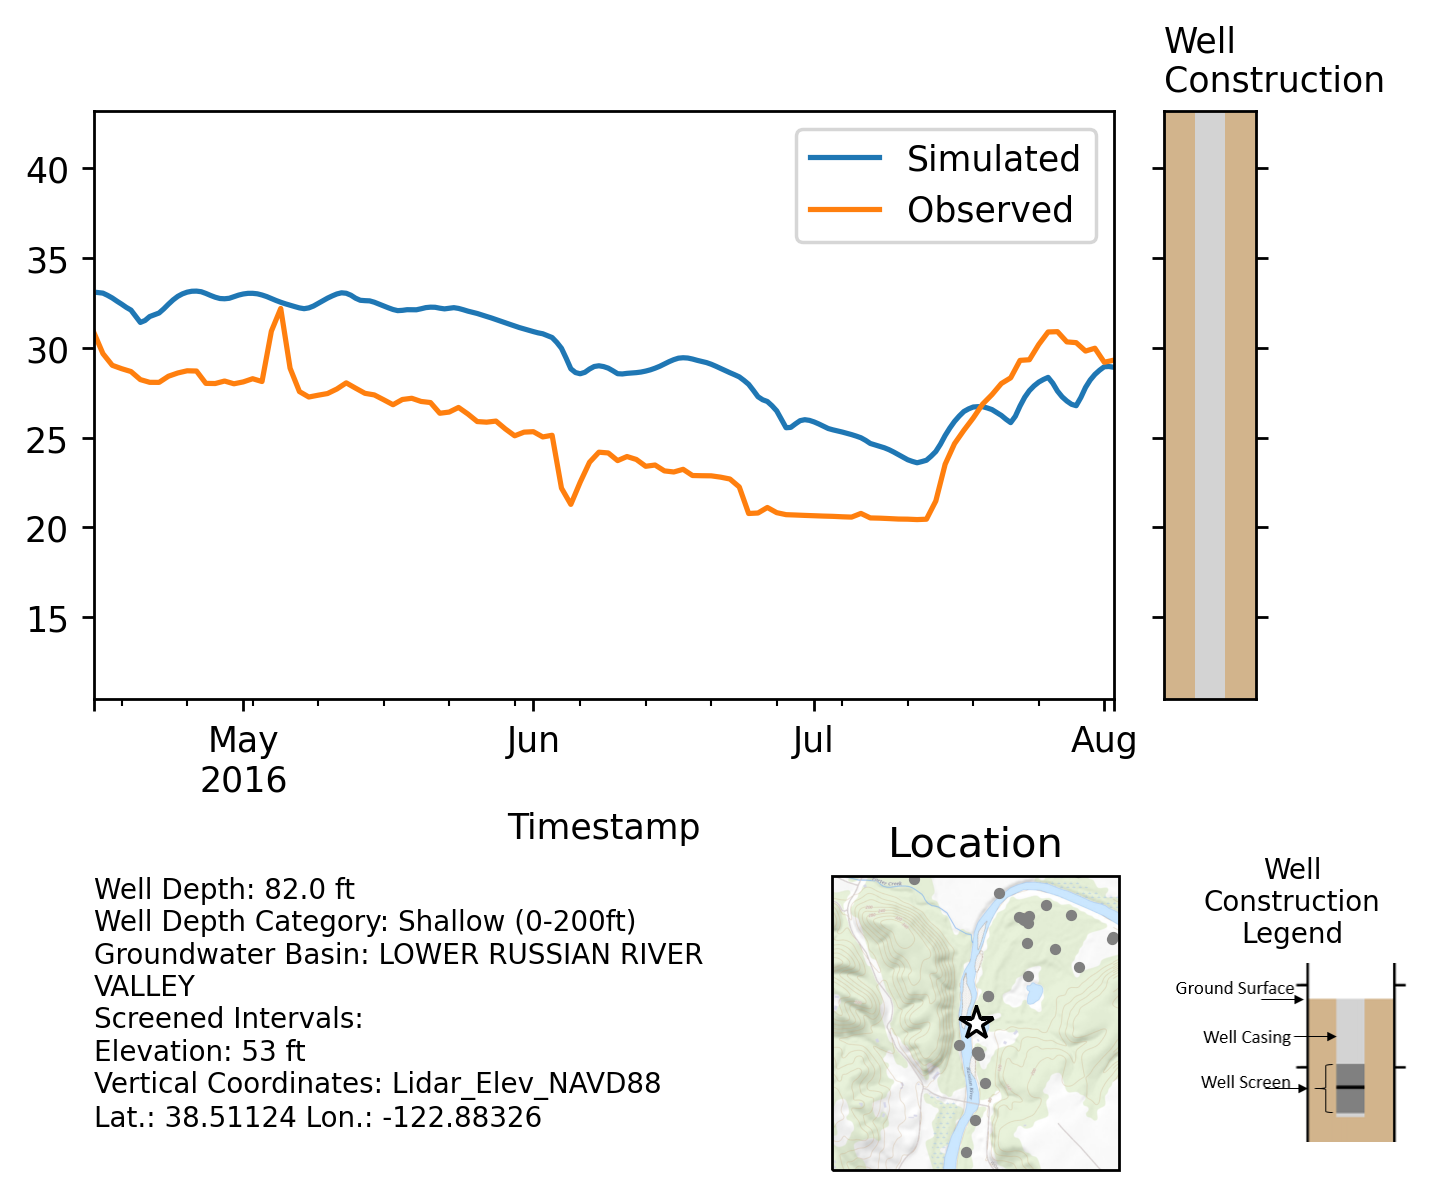 Well
Construction
40
35
30
25
20
15
Simulated
Observed
May
2016
Jun
Jul
Aug
Timestamp
Well Depth: 82.0 ft
Well Depth Category: Shallow (0-200ft)
Groundwater Basin: LOWER RUSSIAN RIVER
VALLEY
Screened Intervals:
Elevation: 53 ft
Vertical Coordinates: Lidar_Elev_NAVD88
Lat.: 38.51124 Lon.: -122.88326
Location
Well
Construction
Legend
Ground Surface
Well Casing
Well Screen